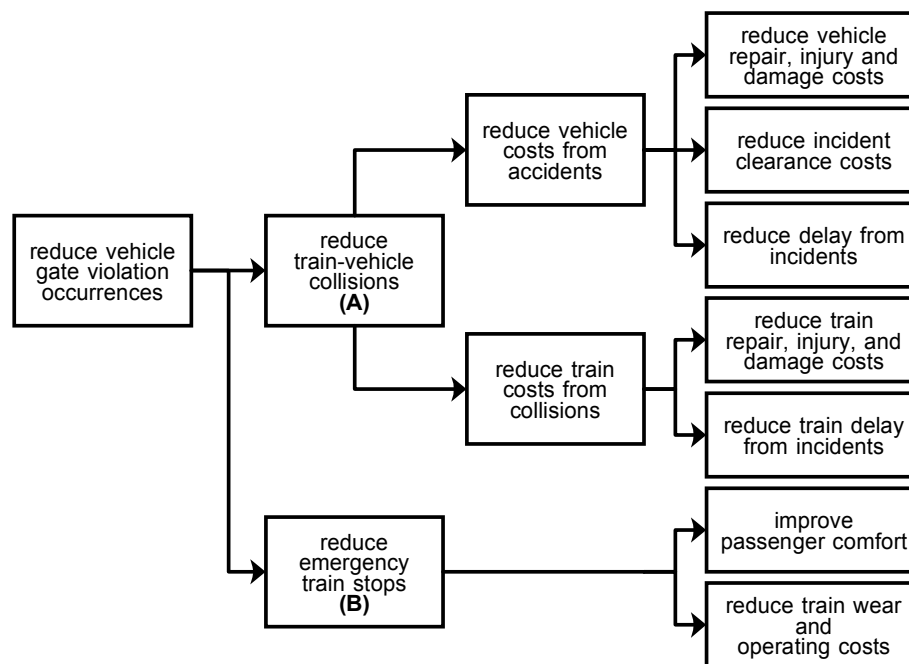 reduce vehicle
gate violation
occurrences
reduce
train-vehicle
collisions
(A)
reduce vehicle
costs from
accidents
reduce vehicle
repair, injury and
damage costs
reduce incident
clearance costs
reduce delay from
incidents
reduce train
costs from
collisions
reduce train
repair, injury, and
damage costs
reduce train delay
from incidents
reduce
emergency
train stops
(B)
improve
passenger comfort
reduce train wear
and
operating costs